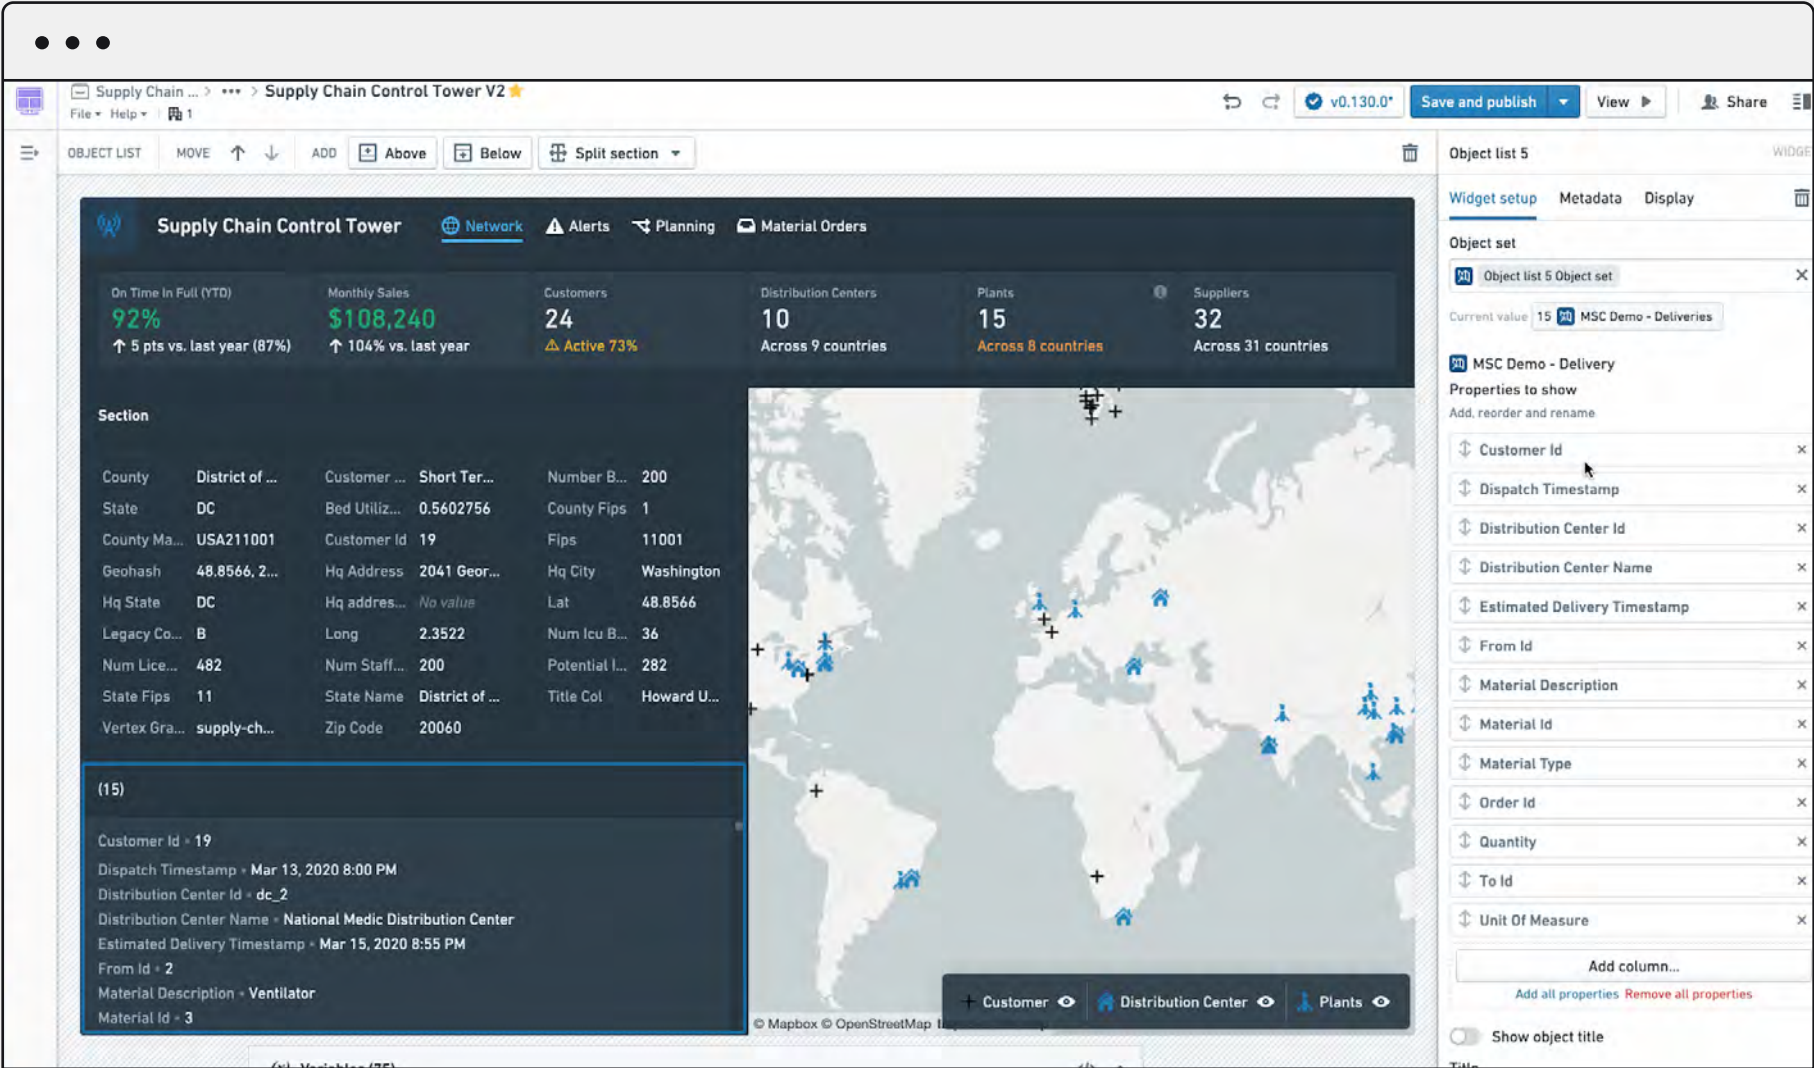 Supply Chain ... > ••• > Supply Chain Control Tower V2
File Help 1
v0.130.0*
Save and publish
View
Share
OBJECT LIST
MOVE
ADD
Above
Below
Split section
Object list 5
Supply Chain Control Tower
Network
Alerts
Planning
Material Orders
On Time In Full (YTD)
92%
↑ 5 pts vs. last year (87%)
Monthly Sales
$108,240
↑ 104% vs. last year
Customers
24
Active 73%
Distribution Centers
10
Across 9 countries
Plants
15
Across 8 countries
Suppliers
32
Across 31 countries
Section
County District of ... Customer ... Short Ter... Number B... 200
State DC Bed Utiliz... 0.5602756 County Fips 1
County Ma... USA211001 Customer Id 19 Fips 11001
Geohash 48.8566, 2... Hq Address 2041 Geor... Hq City Washington
Hq State DC Hq addres... No value Lat 48.8566
Legacy Co... B Long 2.3522 Num Icu B... 36
Num Lice... 482 Num Staff... 200 Potential I... 282
State Fips 11 State Name District of ... Title Col Howard U...
Vertex Gra... supply-ch... Zip Code 20060
(15)
Customer Id • 19
Dispatch Timestamp • Mar 13, 2020 8:00 PM
Distribution Center Id • dc_2
Distribution Center Name • National Medic Distribution Center
Estimated Delivery Timestamp • Mar 15, 2020 8:55 PM
From Id • 2
Material Description • Ventilator
Material Id • 3
Customer
Distribution Center
Plants
© Mapbox © OpenStreetMap
Widget setup
Metadata
Display
Object set
Object list 5 Object set
Current value 15 MSC Demo - Deliveries
MSC Demo - Delivery
Properties to show
Add, reorder and rename
Customer Id
Dispatch Timestamp
Distribution Center Id
Distribution Center Name
Estimated Delivery Timestamp
From Id
Material Description
Material Id
Material Type
Order Id
Quantity
To Id
Unit Of Measure
Add column...
Add all properties Remove all properties
Show object title